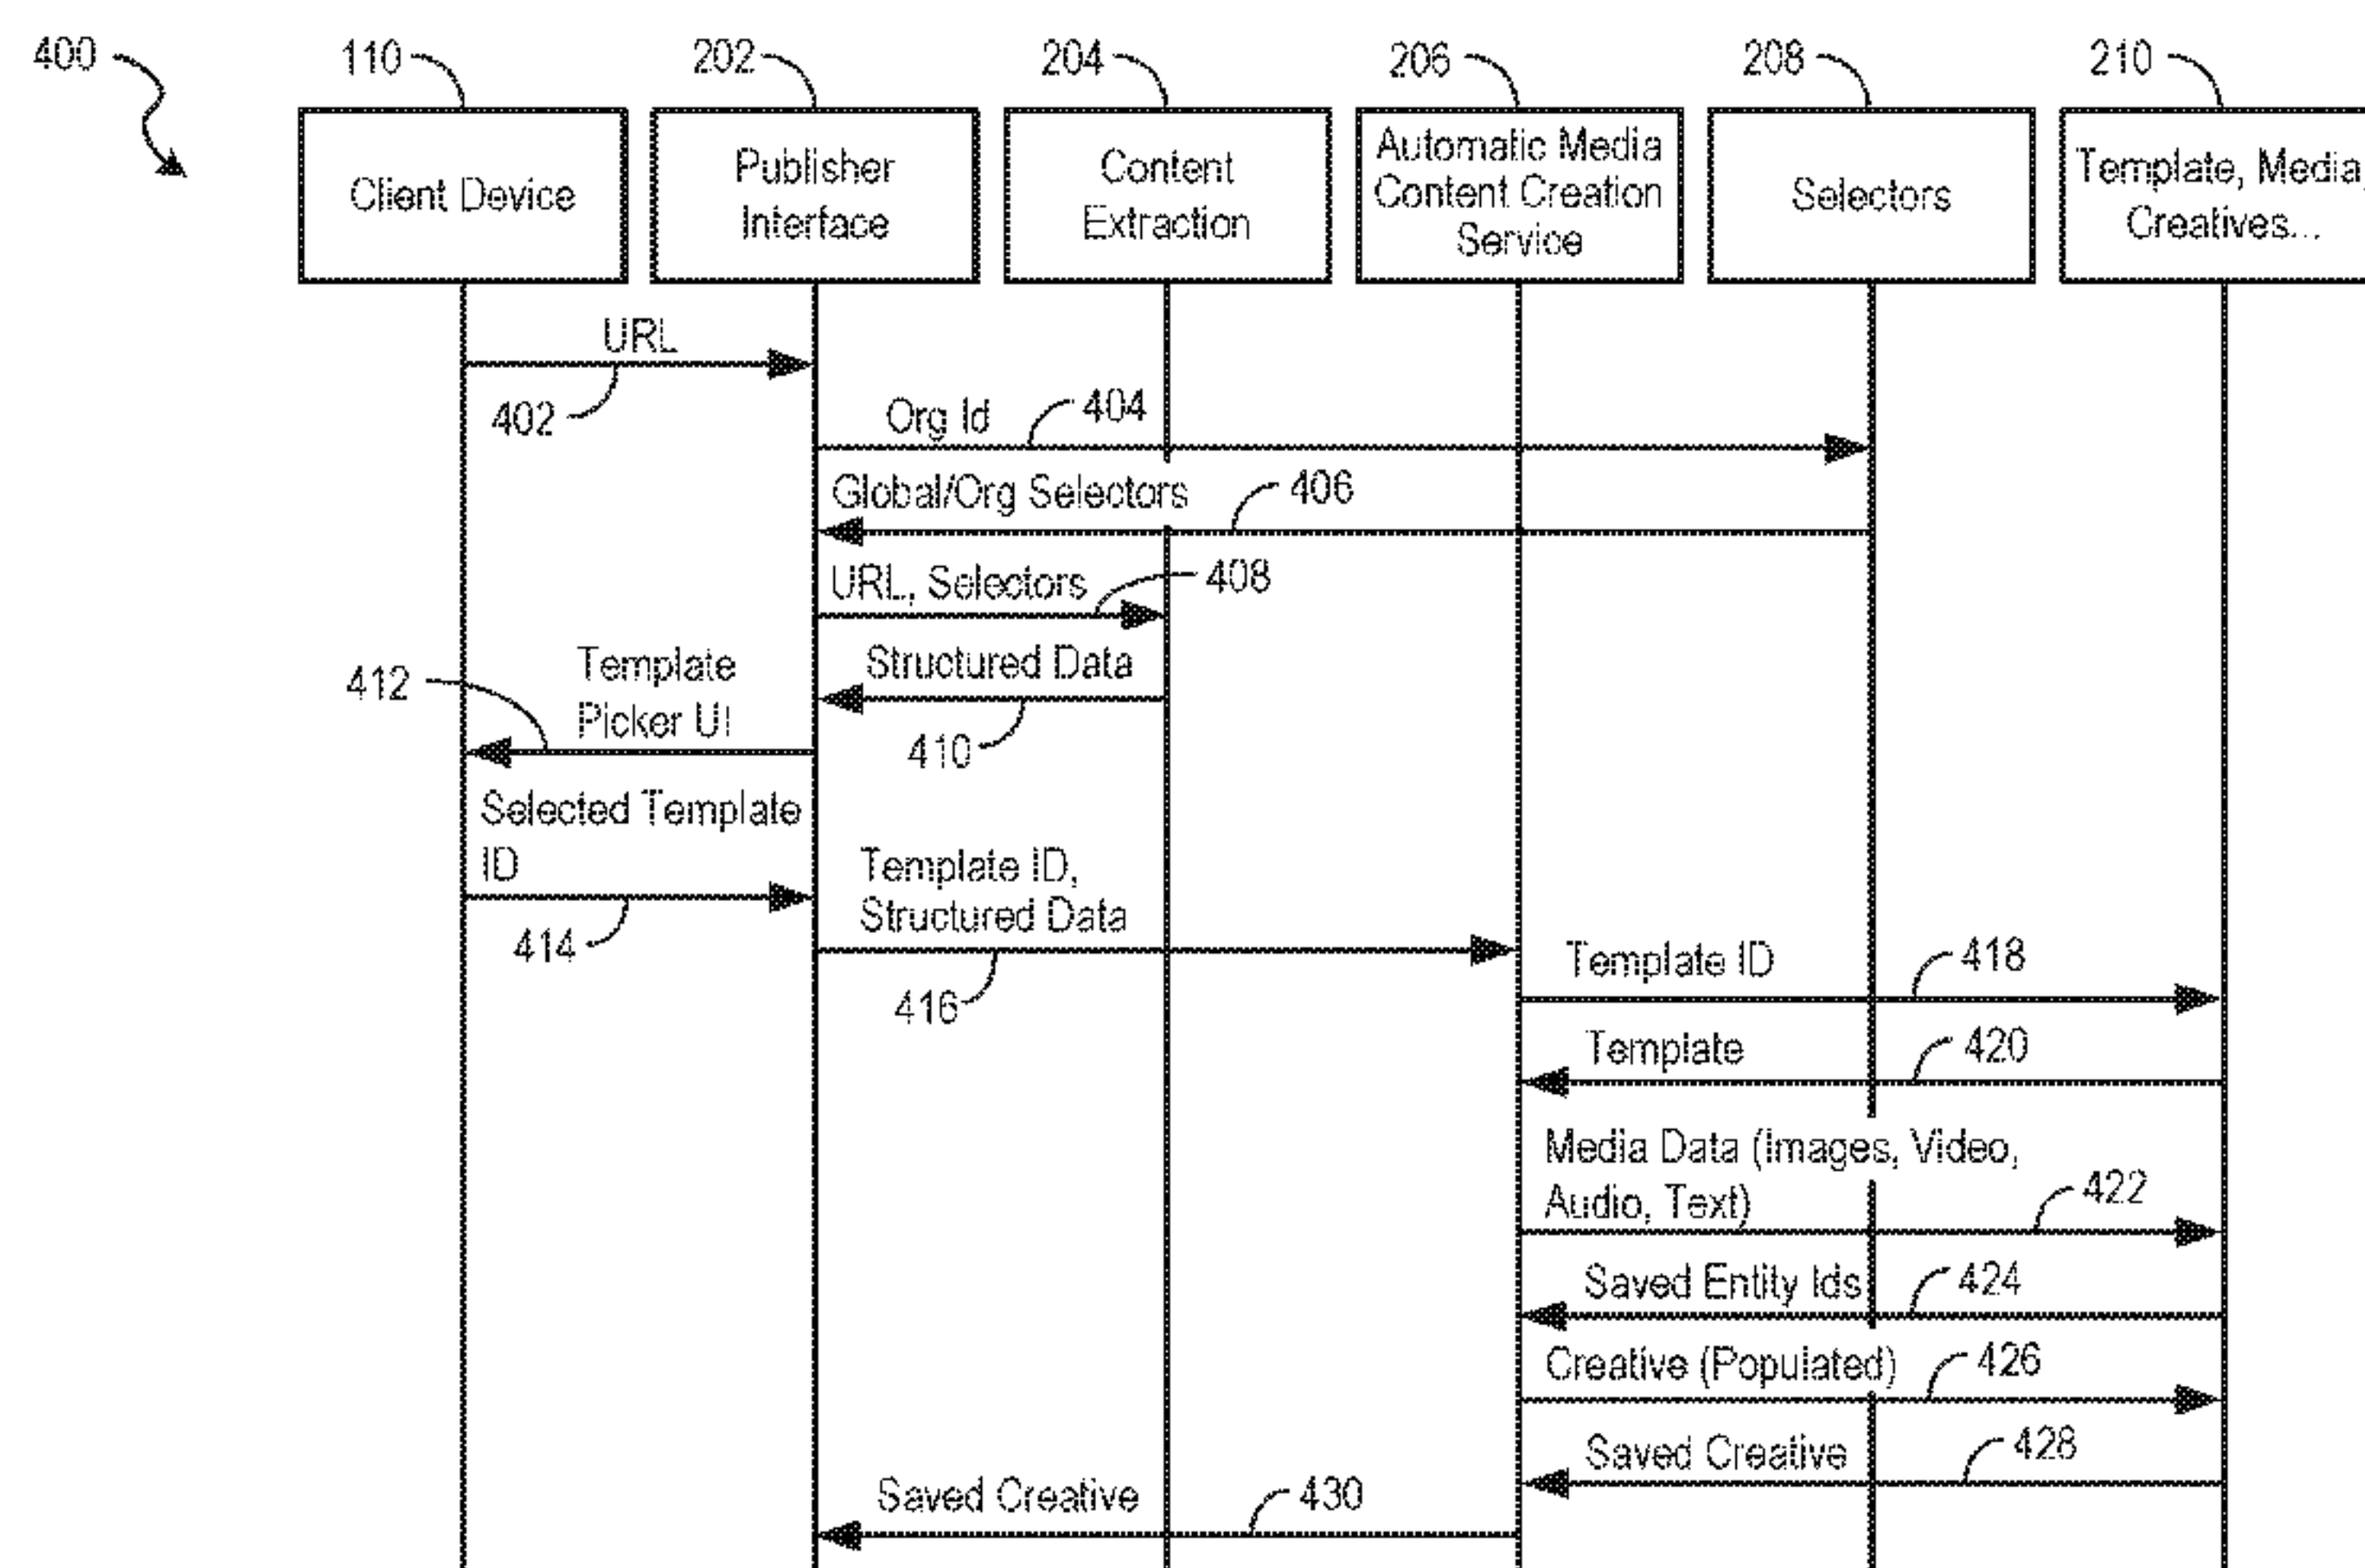 400
110
202
204
206
208
210
Client Device
Publisher
Interface
Content
Extraction
Automatic Media
Content Creation
Service
Selectors
Template, Media,
Creatives...
URL
402
Org Id
404
Global/Org Selectors
406
URL, Selectors
408
Structured Data
410
Template
Picker UI
412
Selected Template
ID
414
Template ID,
Structured Data
416
Template ID
418
Template
420
Media Data (Images, Video,
Audio, Text)
422
Saved Entity Ids
424
Creative (Populated)
426
Saved Creative
428
Saved Creative
430